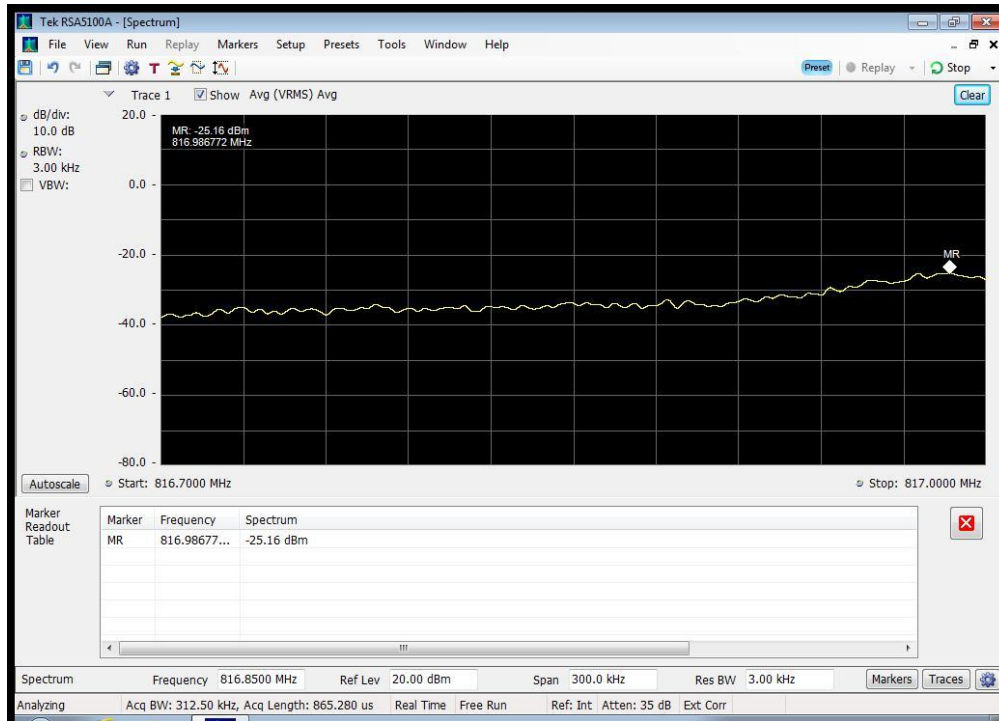 Tek RSA5100A - [Spectrum]
File View Run Replay Markers Setup Presets Tools Window Help
T Preset Replay Stop
Trace 1 Show Avg (VRMS) Avg Clear
dB/div:
10.0 dB
RBW:
3.00 kHz
VBW:
20.0
0.0
-20.0
-40.0
-60.0
-80.0
MR: -25.16 dBm
816.986772 MHz
MR
Autoscale Start: 816.7000 MHz Stop: 817.0000 MHz
Marker
Readout
Table
Marker Frequency Spectrum
MR 816.98677... -25.16 dBm
Spectrum Frequency 816.8500 MHz Ref Lev 20.00 dBm Span 300.0 kHz Res BW 3.00 kHz Markers Traces
Analyzing Acq BW: 312.50 kHz, Acq Length: 865.280 us Real Time Free Run Ref: Int Atten: 35 dB Ext Corr